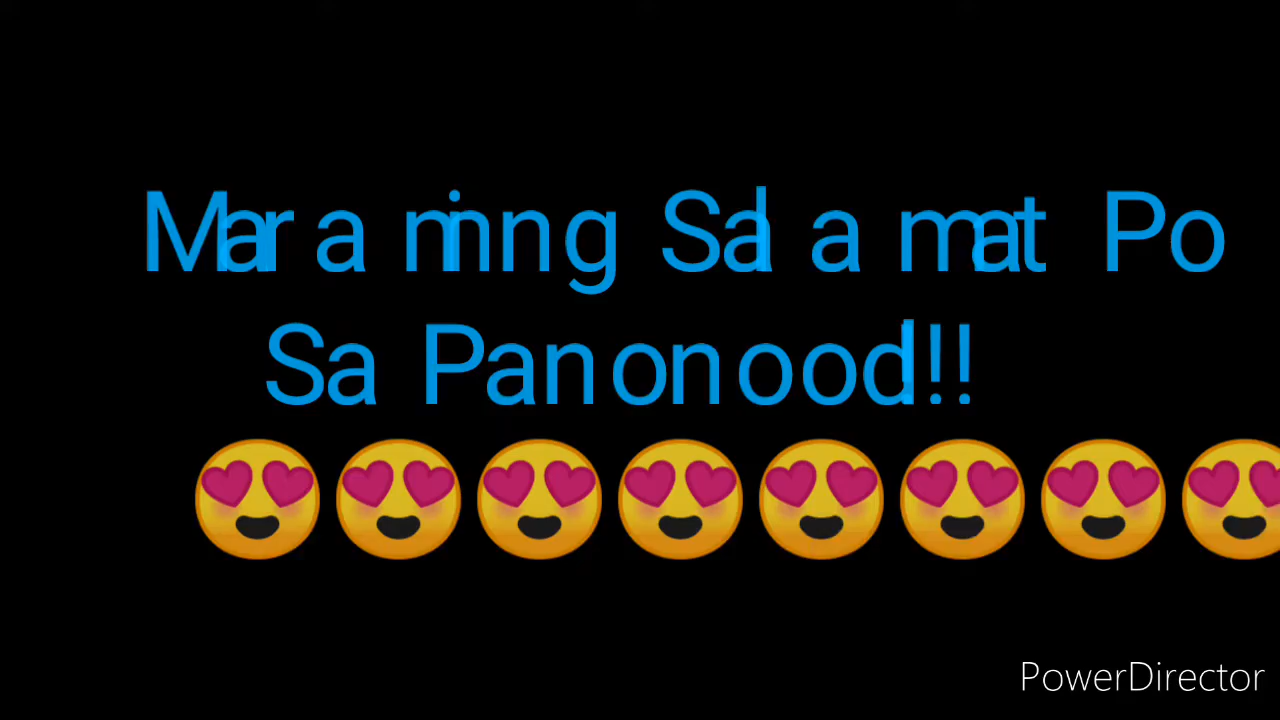 Maraming Salamat Po
Sa Panonood!!
😍😍😍😍😍😍😍😍
PowerDirector